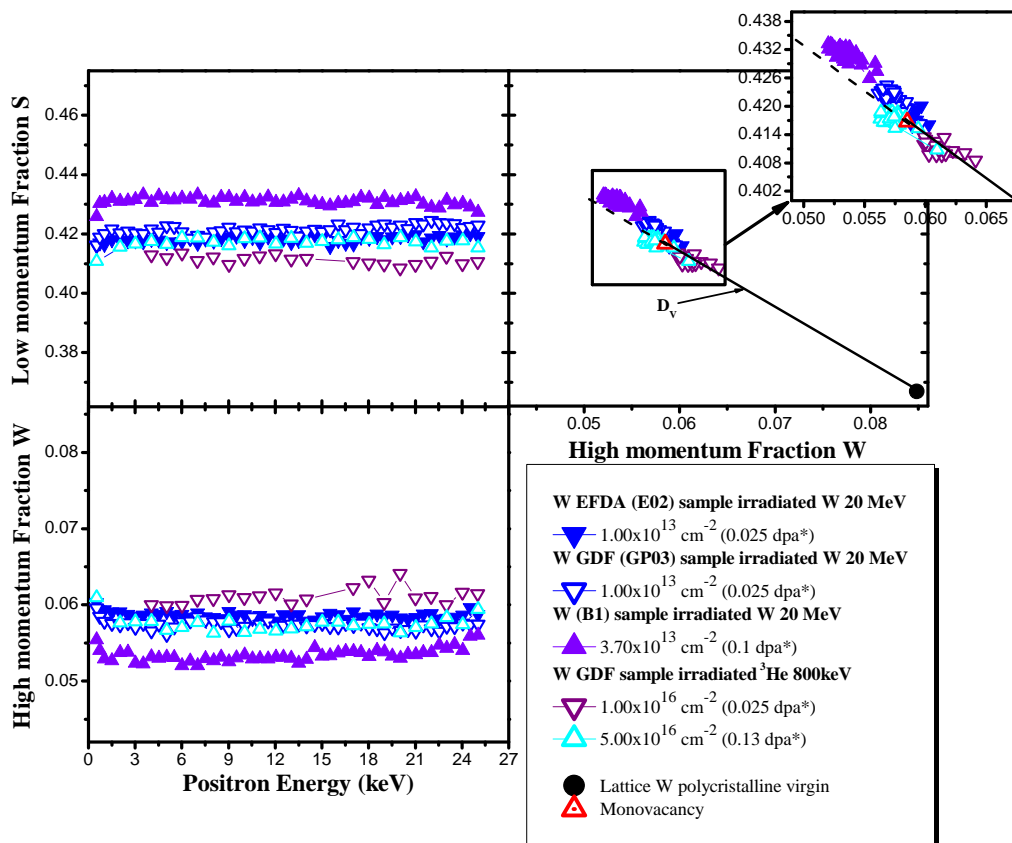 0.438
0.432
0.426
0.420
0.414
0.408
0.402
0.050 0.055 0.060 0.065
Low momentum Fraction S
0.46
0.44
0.42
0.40
0.38
D_v
0.05 0.06 0.07 0.08
High momentum Fraction W
High momentum Fraction W
0.08
0.07
0.06
0.05
0 3 6 9 12 15 18 21 24 27
Positron Energy (keV)
W EFDA (E02) sample irradiated W 20 MeV
1.00x10^13 cm^-2 (0.025 dpa*)
W GDF (GP03) sample irradiated W 20 MeV
1.00x10^13 cm^-2 (0.025 dpa*)
W (B1) sample irradiated W 20 MeV
3.70x10^13 cm^-2 (0.1 dpa*)
W GDF sample irradiated ^3He 800keV
1.00x10^16 cm^-2 (0.025 dpa*)
5.00x10^16 cm^-2 (0.13 dpa*)
Lattice W polycristalline virgin
Monovacancy